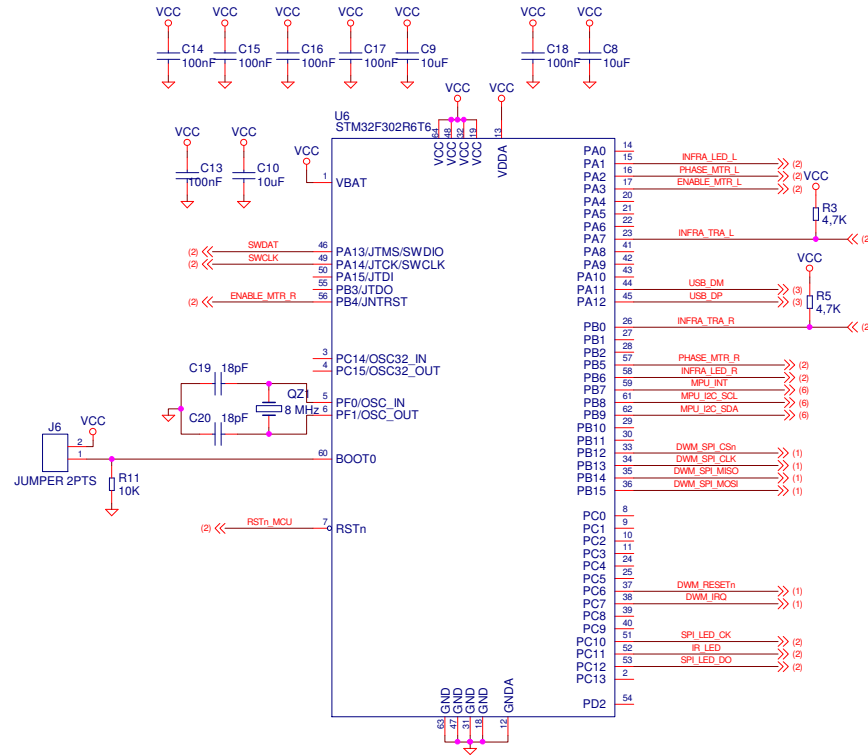 VCC VCC VCC VCC VCC VCC VCC
C14 C15 C16 C17 C9 C18 C8
100nF 100nF 100nF 100nF 10uF 100nF 10uF
VCC VCC
U6
STM32F302R6T6
64 48 32 19 13
VCC VCC VCC VCC VDDA
VCC VCC VCC
C13 C10
100nF 10uF
1 VBAT
PA0 14
PA1 15 INFRA_LED_L (2)
PA2 16 PHASE_MTR_L (2)
PA3 17 ENABLE_MTR_L (2)
PA4 20
PA5 21
PA6 22
PA7 23 INFRA_TRA_L (2
VCC
R3
4,7K
PA8 41
PA9 42
PA10 43
PA11 44 USB_DM (3)
PA12 45 USB_DP (3)
VCC
R5
4,7K
(2) SWDAT 46 PA13/JTMS/SWDIO
(2) SWCLK 49 PA14/JTCK/SWCLK
50 PA15/JTDI
55 PB3/JTDO
(2) ENABLE_MTR_R 56 PB4/JNTRST
PB0 26 INFRA_TRA_R (2
PB1 27
PB2 28
PB5 57 PHASE_MTR_R (2)
PB6 58 INFRA_LED_R (2)
PB7 59 MPU_INT (6)
PB8 61 MPU_I2C_SCL (6)
PB9 62 MPU_I2C_SDA (6)
PB10 29
PB11 30
PB12 33 DWM_SPI_CSn (1)
PB13 34 DWM_SPI_CLK (1)
PB14 35 DWM_SPI_MISO (1)
PB15 36 DWM_SPI_MOSI (1)
3 PC14/OSC32_IN
4 PC15/OSC32_OUT
C19 18pF
QZ1
8 MHz
C20 18pF
5 PF0/OSC_IN
6 PF1/OSC_OUT
J6
VCC
2
1
JUMPER 2PTS
R11
10K
60 BOOT0
(2) RSTn_MCU 7 RSTn
PC0 8
PC1 9
PC2 10
PC3 11
PC4 24
PC5 25
PC6 37 DWM_RESETn (1)
PC7 38 DWM_IRQ (1)
PC8 39
PC9 40
PC10 51 SPI_LED_CK (2)
PC11 52 IR_LED (2)
PC12 53 SPI_LED_DO (2)
PC13 2
PD2 54
GND GND GND GND GNDA
63 47 31 18 12